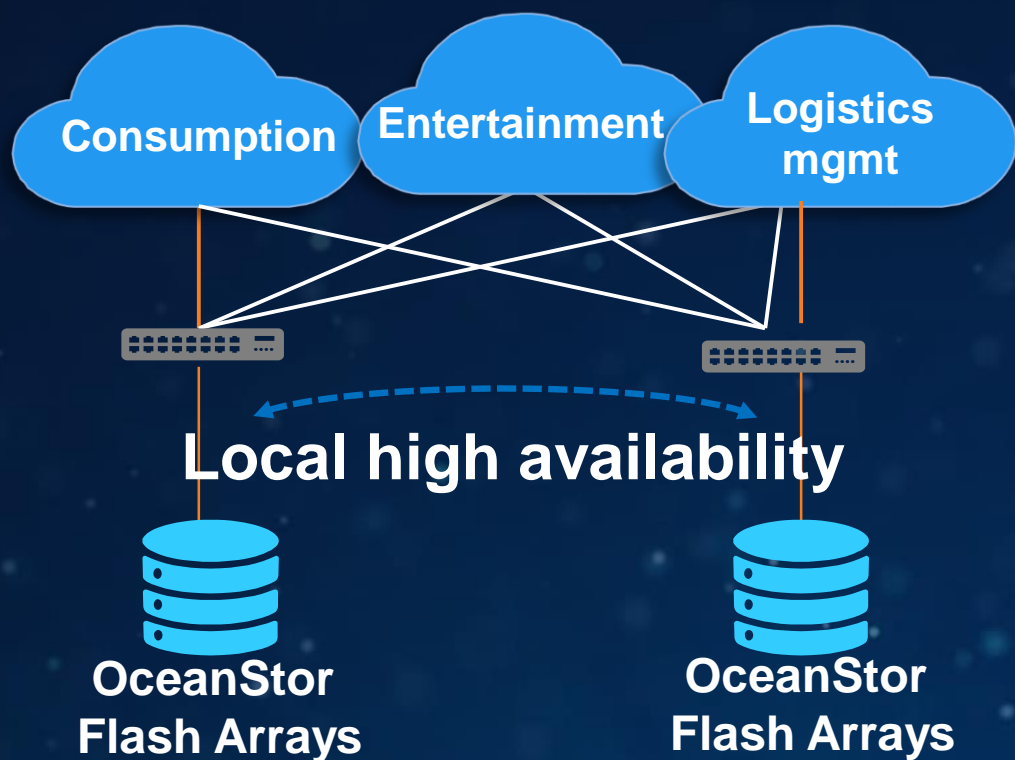 Consumption
Entertainment
Logistics
mgmt
Local high availability
OceanStor
Flash Arrays
OceanStor
Flash Arrays